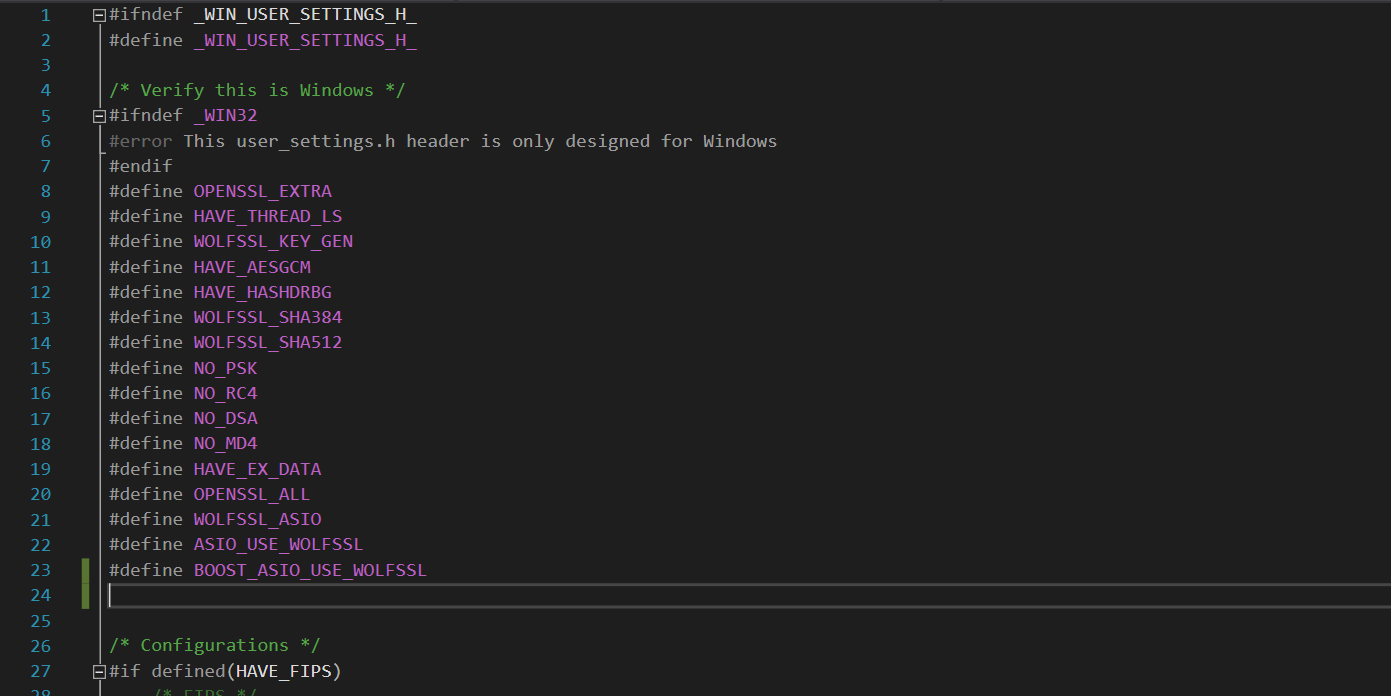 1 #ifndef _WIN_USER_SETTINGS_H_
2 #define _WIN_USER_SETTINGS_H_
3
4 /* Verify this is Windows */
5 #ifndef _WIN32
6 #error This user_settings.h header is only designed for Windows
7 #endif
8 #define OPENSSL_EXTRA
9 #define HAVE_THREAD_LS
10 #define WOLFSSL_KEY_GEN
11 #define HAVE_AESGCM
12 #define HAVE_HASHDRBG
13 #define WOLFSSL_SHA384
14 #define WOLFSSL_SHA512
15 #define NO_PSK
16 #define NO_RC4
17 #define NO_DSA
18 #define NO_MD4
19 #define HAVE_EX_DATA
20 #define OPENSSL_ALL
21 #define WOLFSSL_ASIO
22 #define ASIO_USE_WOLFSSL
23 #define BOOST_ASIO_USE_WOLFSSL
24
25
26 /* Configurations */
27 #if defined(HAVE_FIPS)
28 /* FIPS */